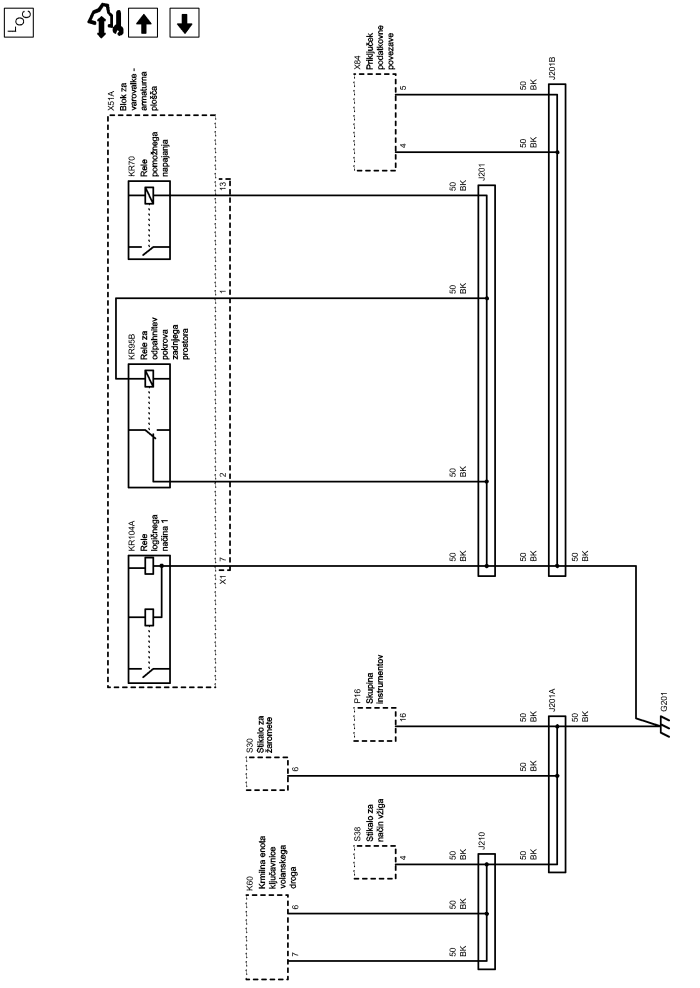 LOC
X51A
Blok za
varovalke -
armaturna
plošča
KR70
Rele
pomožnega
napajanja
13
1
KR95B
Rele za
odpahnitev
pokrova
zadnjega
prostora
2
KR104A
Rele
logičnega
načina 1
X1
7
X84
Priključek
podatkovne
povezave
5
4
50
BK
50
BK
J201B
J201
50
BK
50
BK
50
BK
50
BK
50
BK
50
BK
G201
P16
Skupina
instrumentov
16
50
BK
J201A
50
BK
S30
Stikalo za
žaromete
6
50
BK
S38
Stikalo za
način vžiga
4
50
BK
J210
50
BK
K60
Krmilna enota
ključavnice
volanskega
droga
6
50
BK
7
50
BK